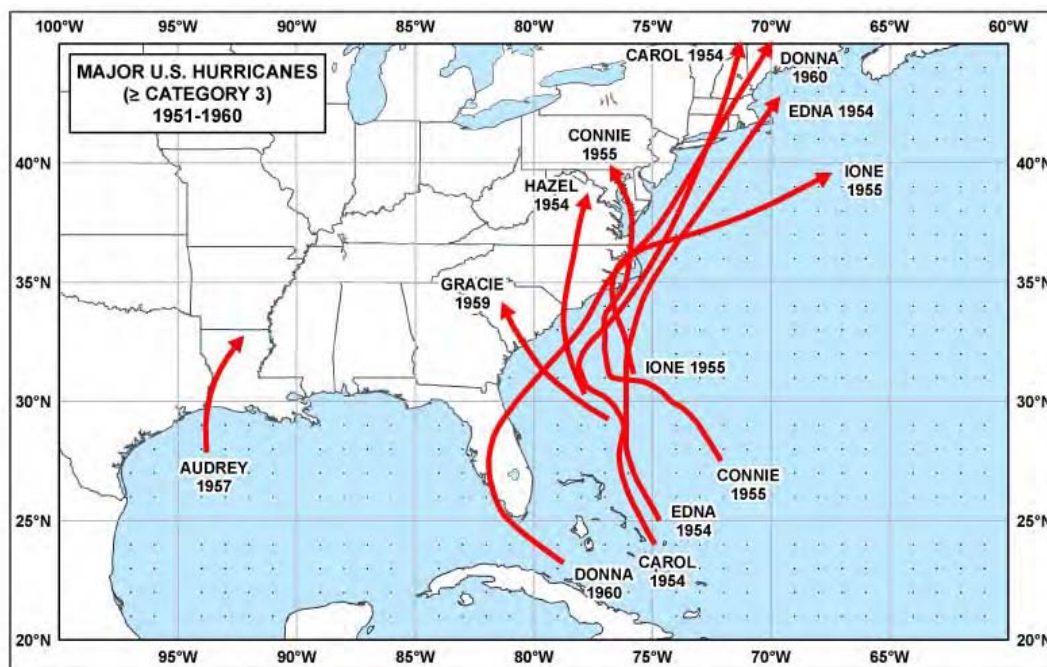 100°W 95°W 90°W 85°W 80°W 75°W 70°W 65°W 60°W
MAJOR U.S. HURRICANES
(≥ CATEGORY 3)
1951-1960
CAROL 1954
DONNA
1960
EDNA 1954
CONNIE
1955
40°N
40°N
IONE
1955
HAZEL
1954
35°N
35°N
GRACIE
1959
IONE 1955
30°N
30°N
AUDREY
1957
CONNIE
1955
EDNA
1954
25°N
25°N
CAROL
1954
DONNA
1960
20°N
20°N
95°W 90°W 85°W 80°W 75°W 70°W 65°W